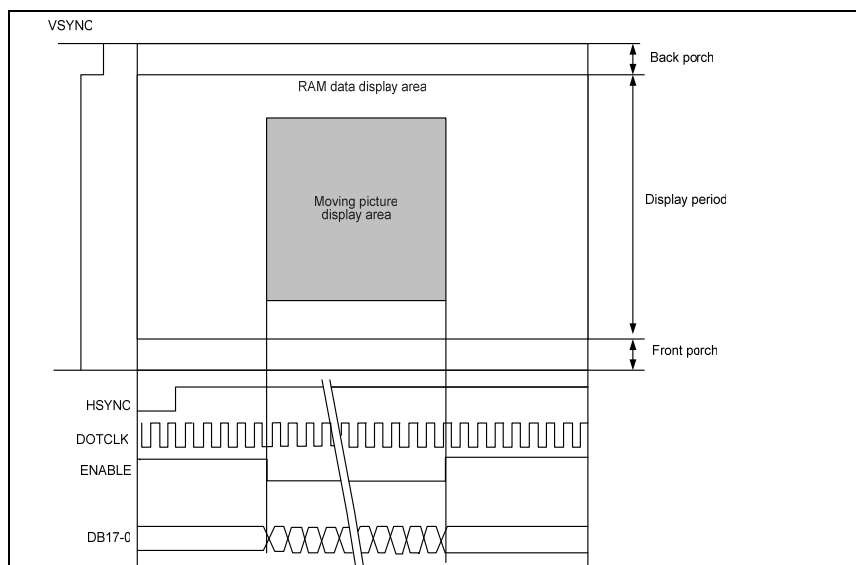 VSYNC
Back porch
RAM data display area
Moving picture
display area
Display period
Front porch
HSYNC
DOTCLK
ENABLE
DB17-0